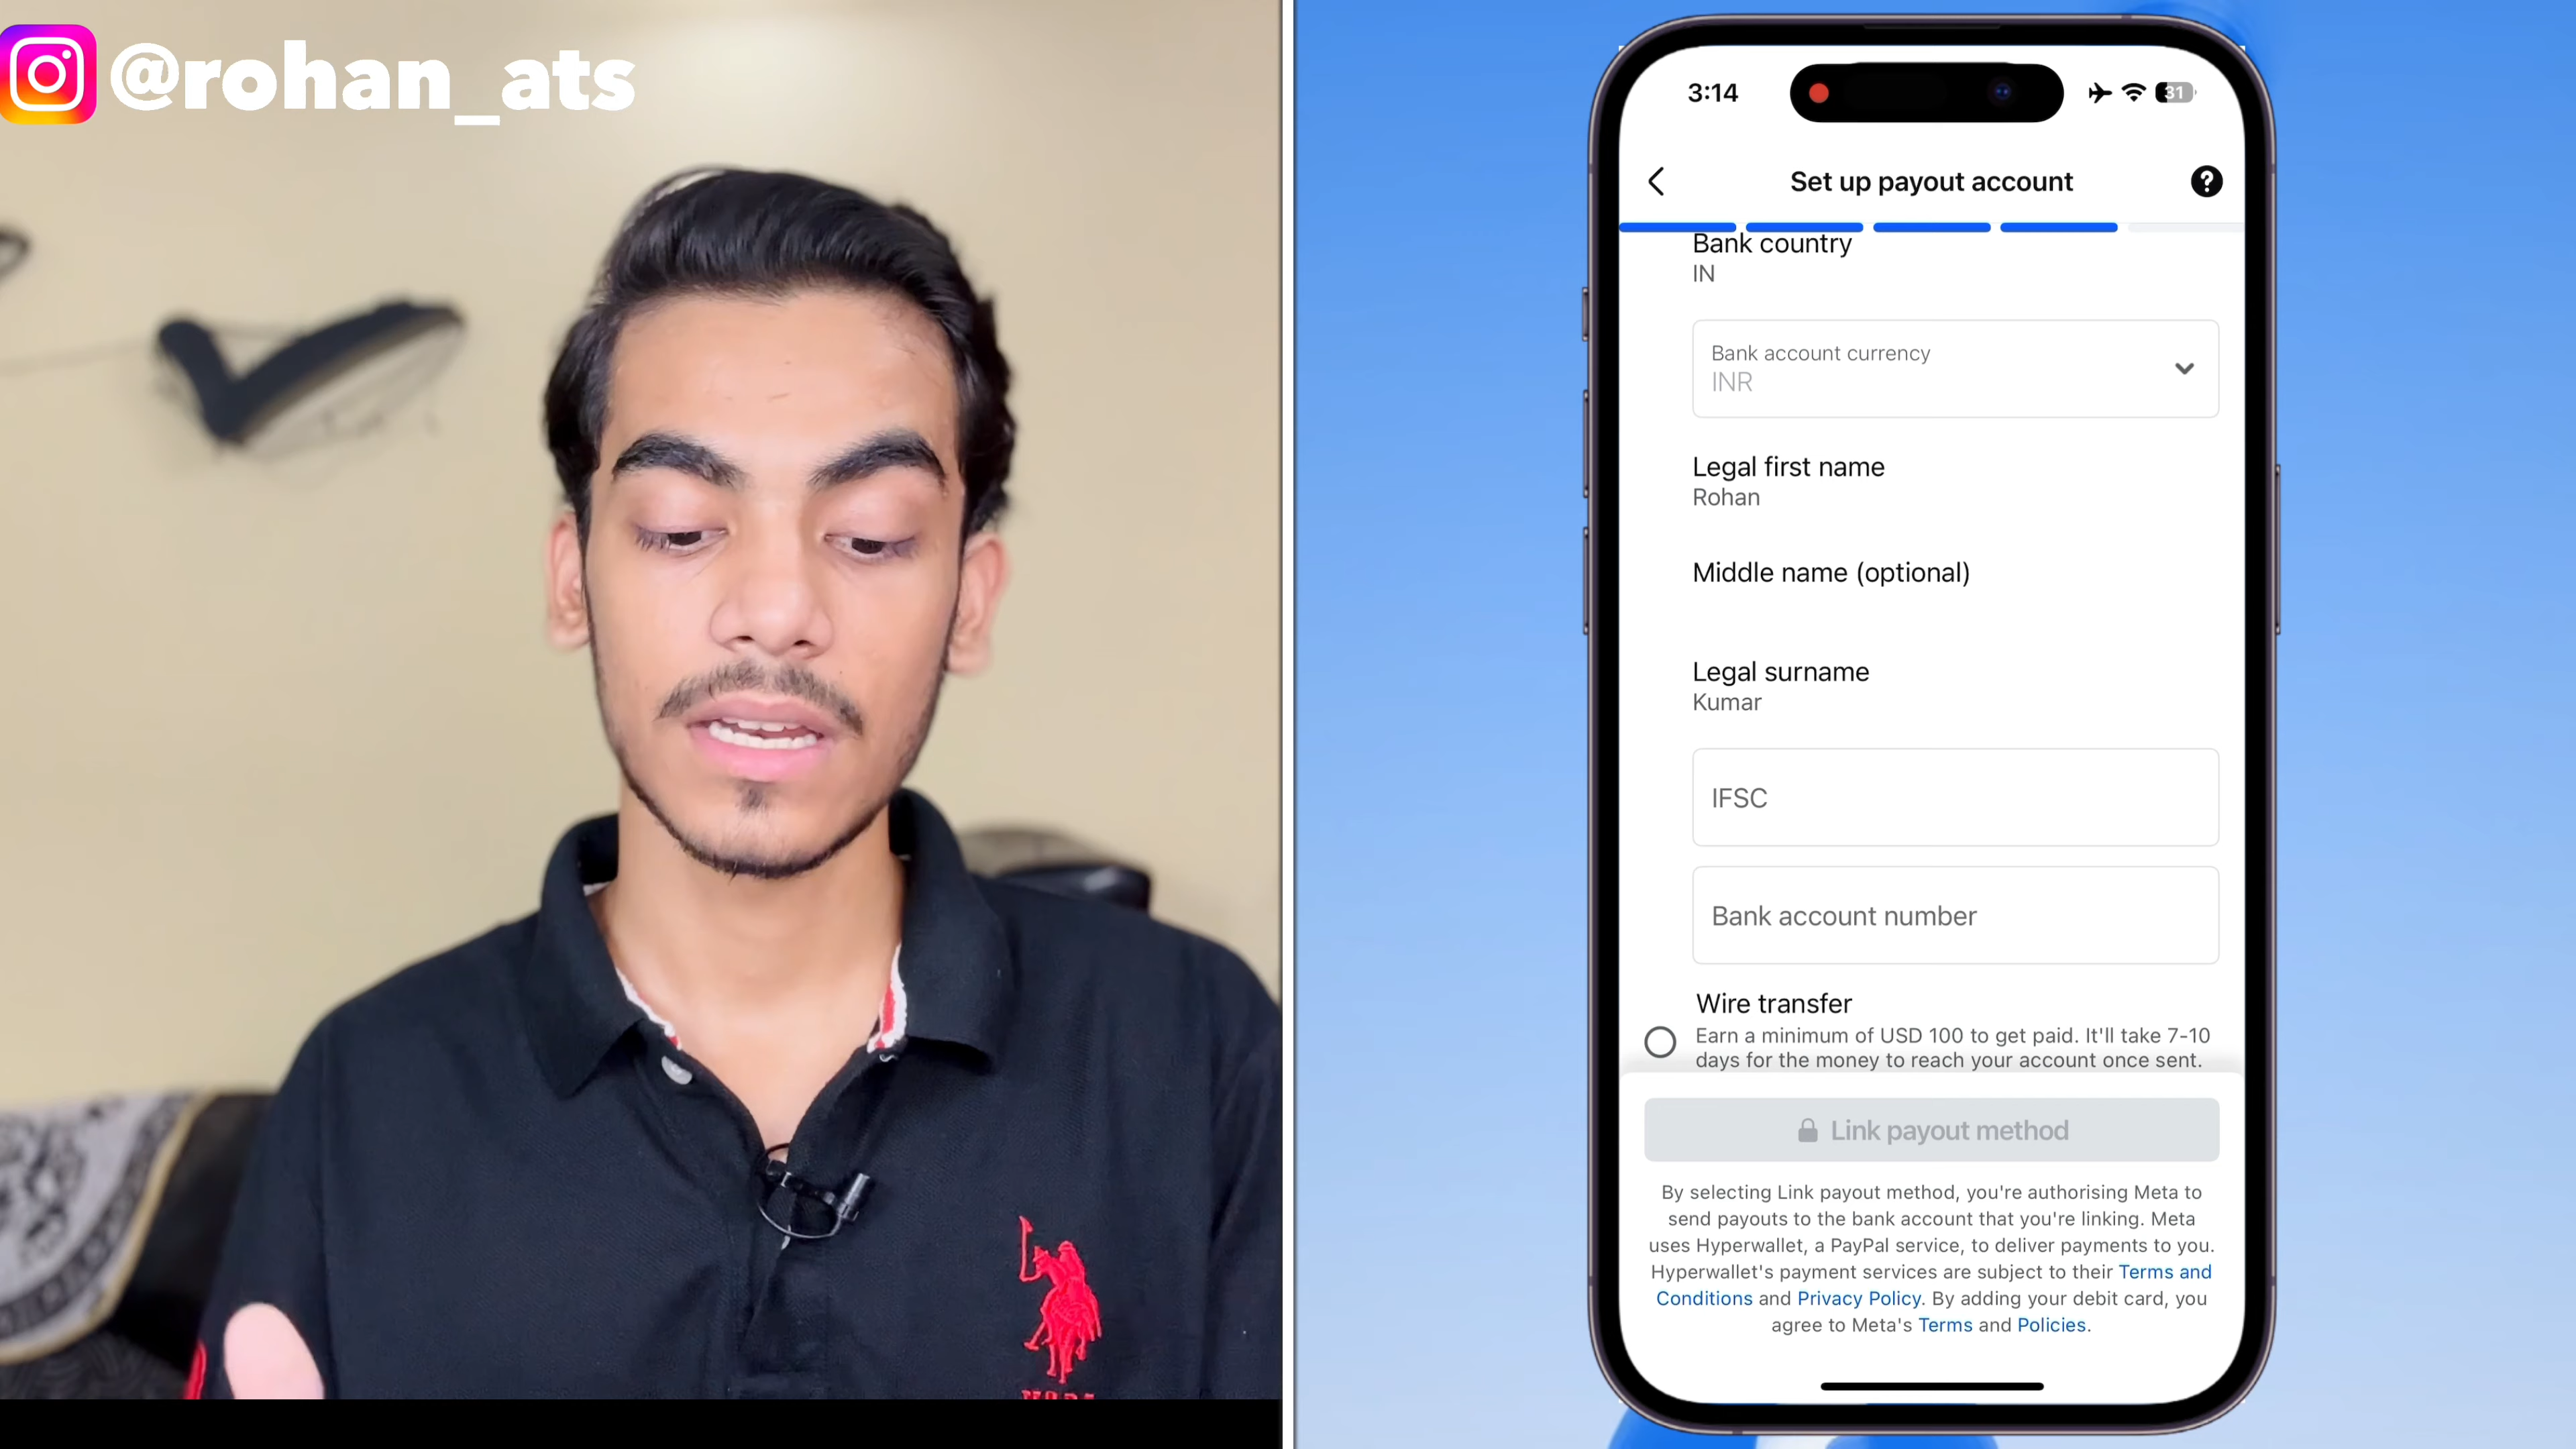 @rohan_ats
3:14
31
Set up payout account
Bank country
IN
Bank account currency
INR
Legal first name
Rohan
Middle name (optional)
Legal surname
Kumar
IFSC
Bank account number
Wire transfer
Earn a minimum of USD 100 to get paid. It'll take 7-10
days for the money to reach your account once sent.
Link payout method
By selecting Link payout method, you're authorising Meta to
send payouts to the bank account that you're linking. Meta
uses Hyperwallet, a PayPal service, to deliver payments to you.
Hyperwallet's payment services are subject to their Terms and
Conditions and Privacy Policy. By adding your debit card, you
agree to Meta's Terms and Policies.